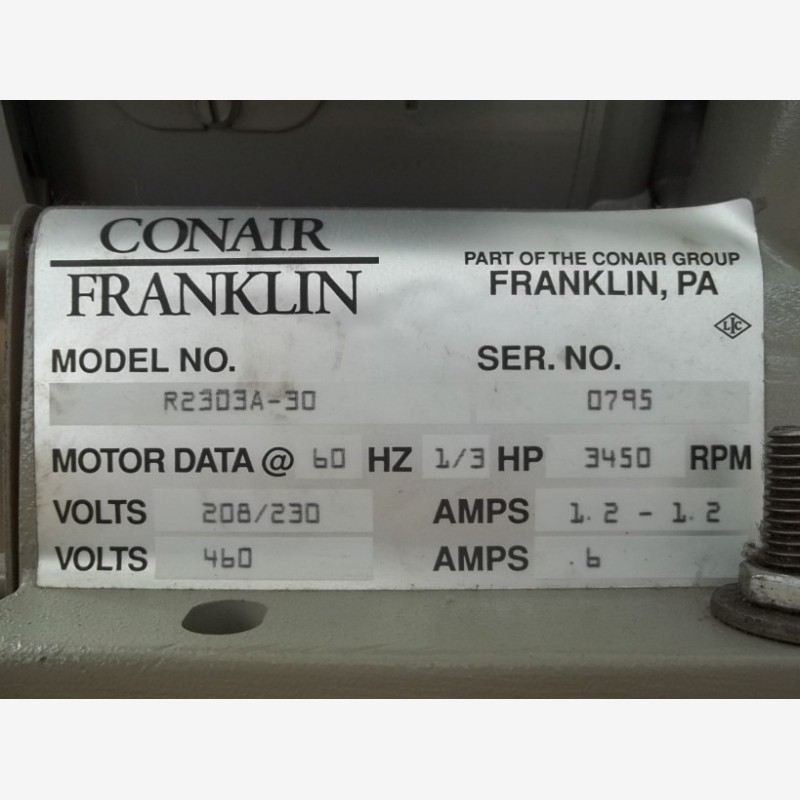 CONAIR
FRANKLIN
PART OF THE CONAIR GROUP
FRANKLIN, PA
LIC
MODEL NO. SER. NO.
R2303A-30 0795
MOTOR DATA @ 60 HZ 1/3 HP 3450 RPM
VOLTS 208/230 AMPS 1.2 - 1.2
VOLTS 460 AMPS .6